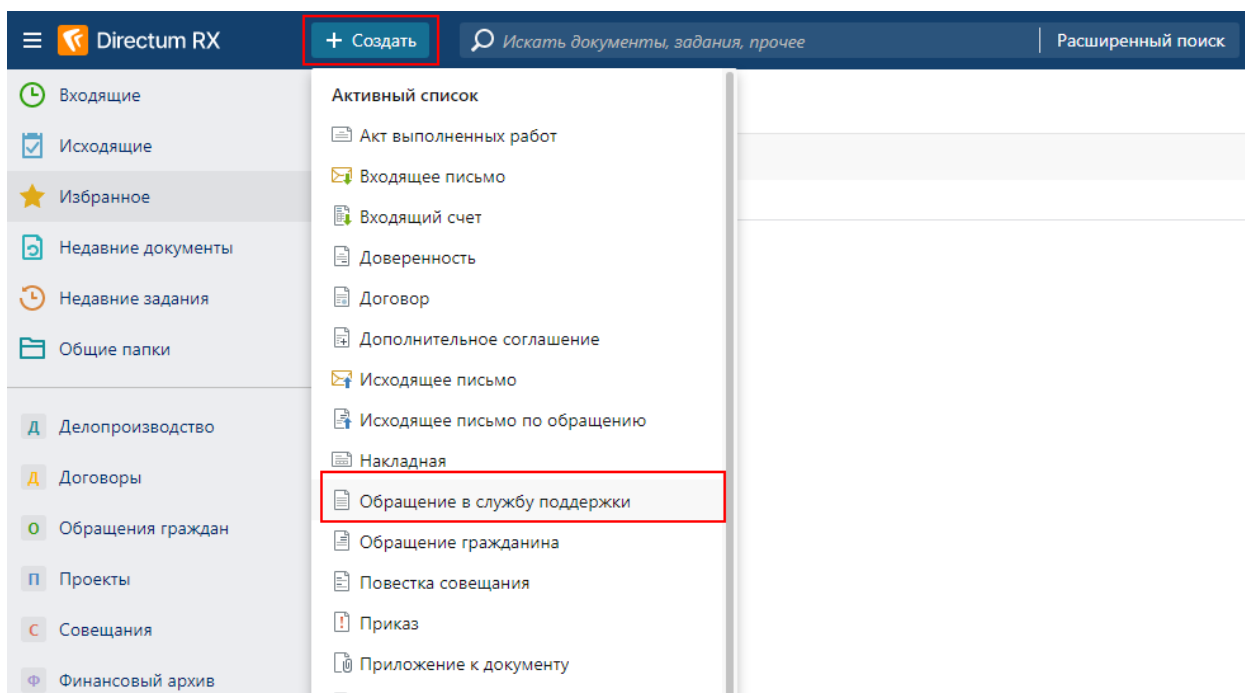 Directum RX
+ Создать
Искать документы, задания, прочее
Расширенный поиск
Входящие
Исходящие
Избранное
Недавние документы
Недавние задания
Общие папки
Д Делопроизводство
Д Договоры
О Обращения граждан
П Проекты
С Совещания
Ф Финансовый архив
Активный список
Акт выполненных работ
Входящее письмо
Входящий счет
Доверенность
Договор
Дополнительное соглашение
Исходящее письмо
Исходящее письмо по обращению
Накладная
Обращение в службу поддержки
Обращение гражданина
Повестка совещания
Приказ
Приложение к документу